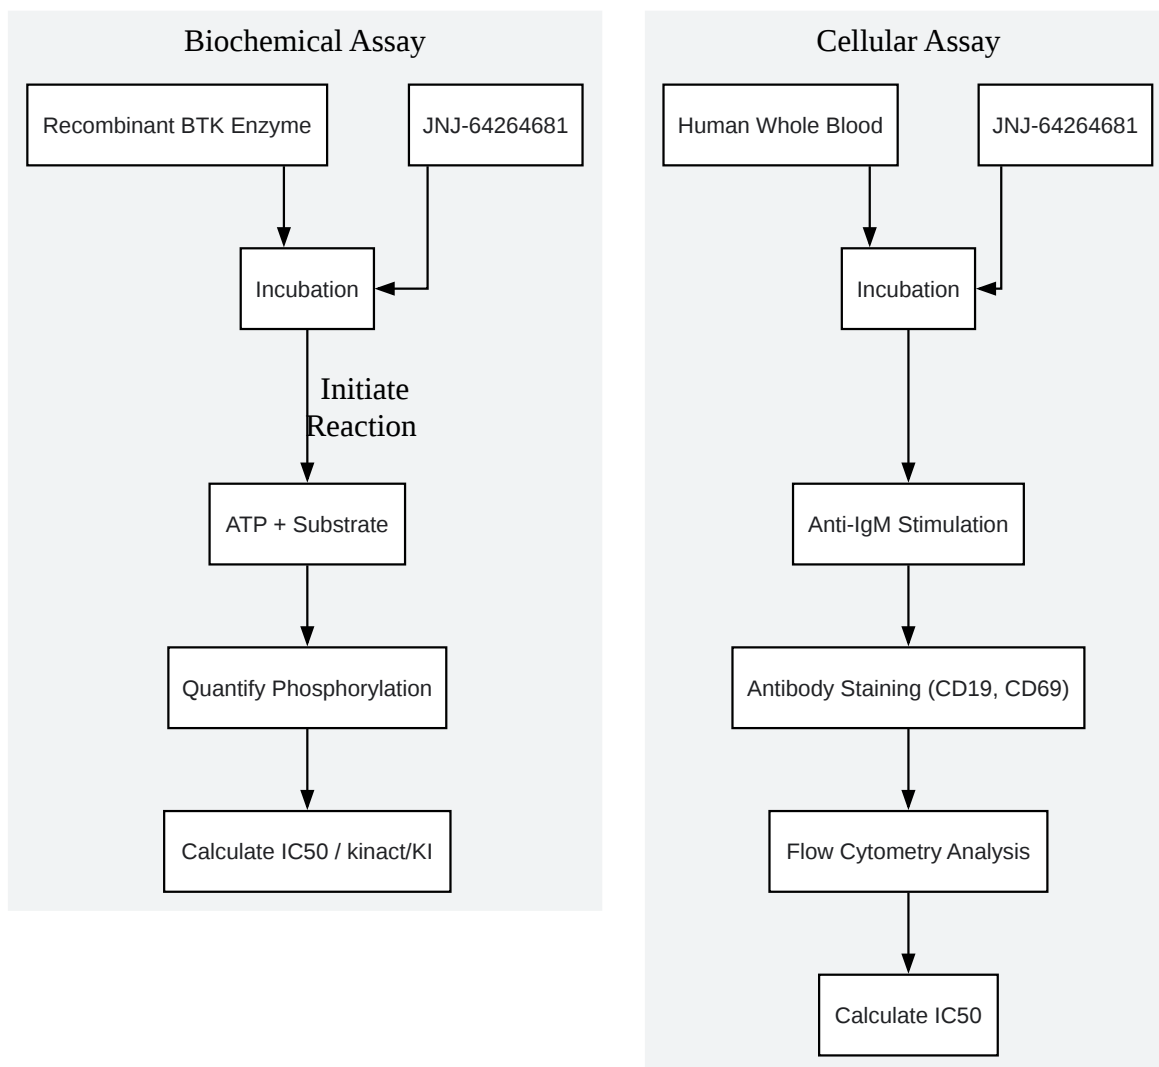 Biochemical Assay
Recombinant BTK Enzyme
JNJ-64264681
Incubation
Initiate
Reaction
ATP + Substrate
Quantify Phosphorylation
Calculate IC50 / kinact/KI
Cellular Assay
Human Whole Blood
JNJ-64264681
Incubation
Anti-IgM Stimulation
Antibody Staining (CD19, CD69)
Flow Cytometry Analysis
Calculate IC50